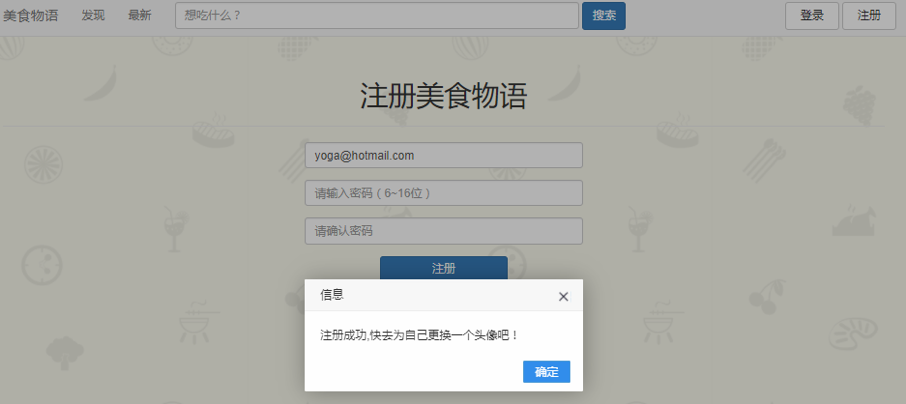 美食物语 发现 最新 想吃什么？ 搜索 登录 注册
注册美食物语
yoga@hotmail.com
请输入密码（6~16位）
请确认密码
注册
信息
注册成功,快去为自己更换一个头像吧！
确定